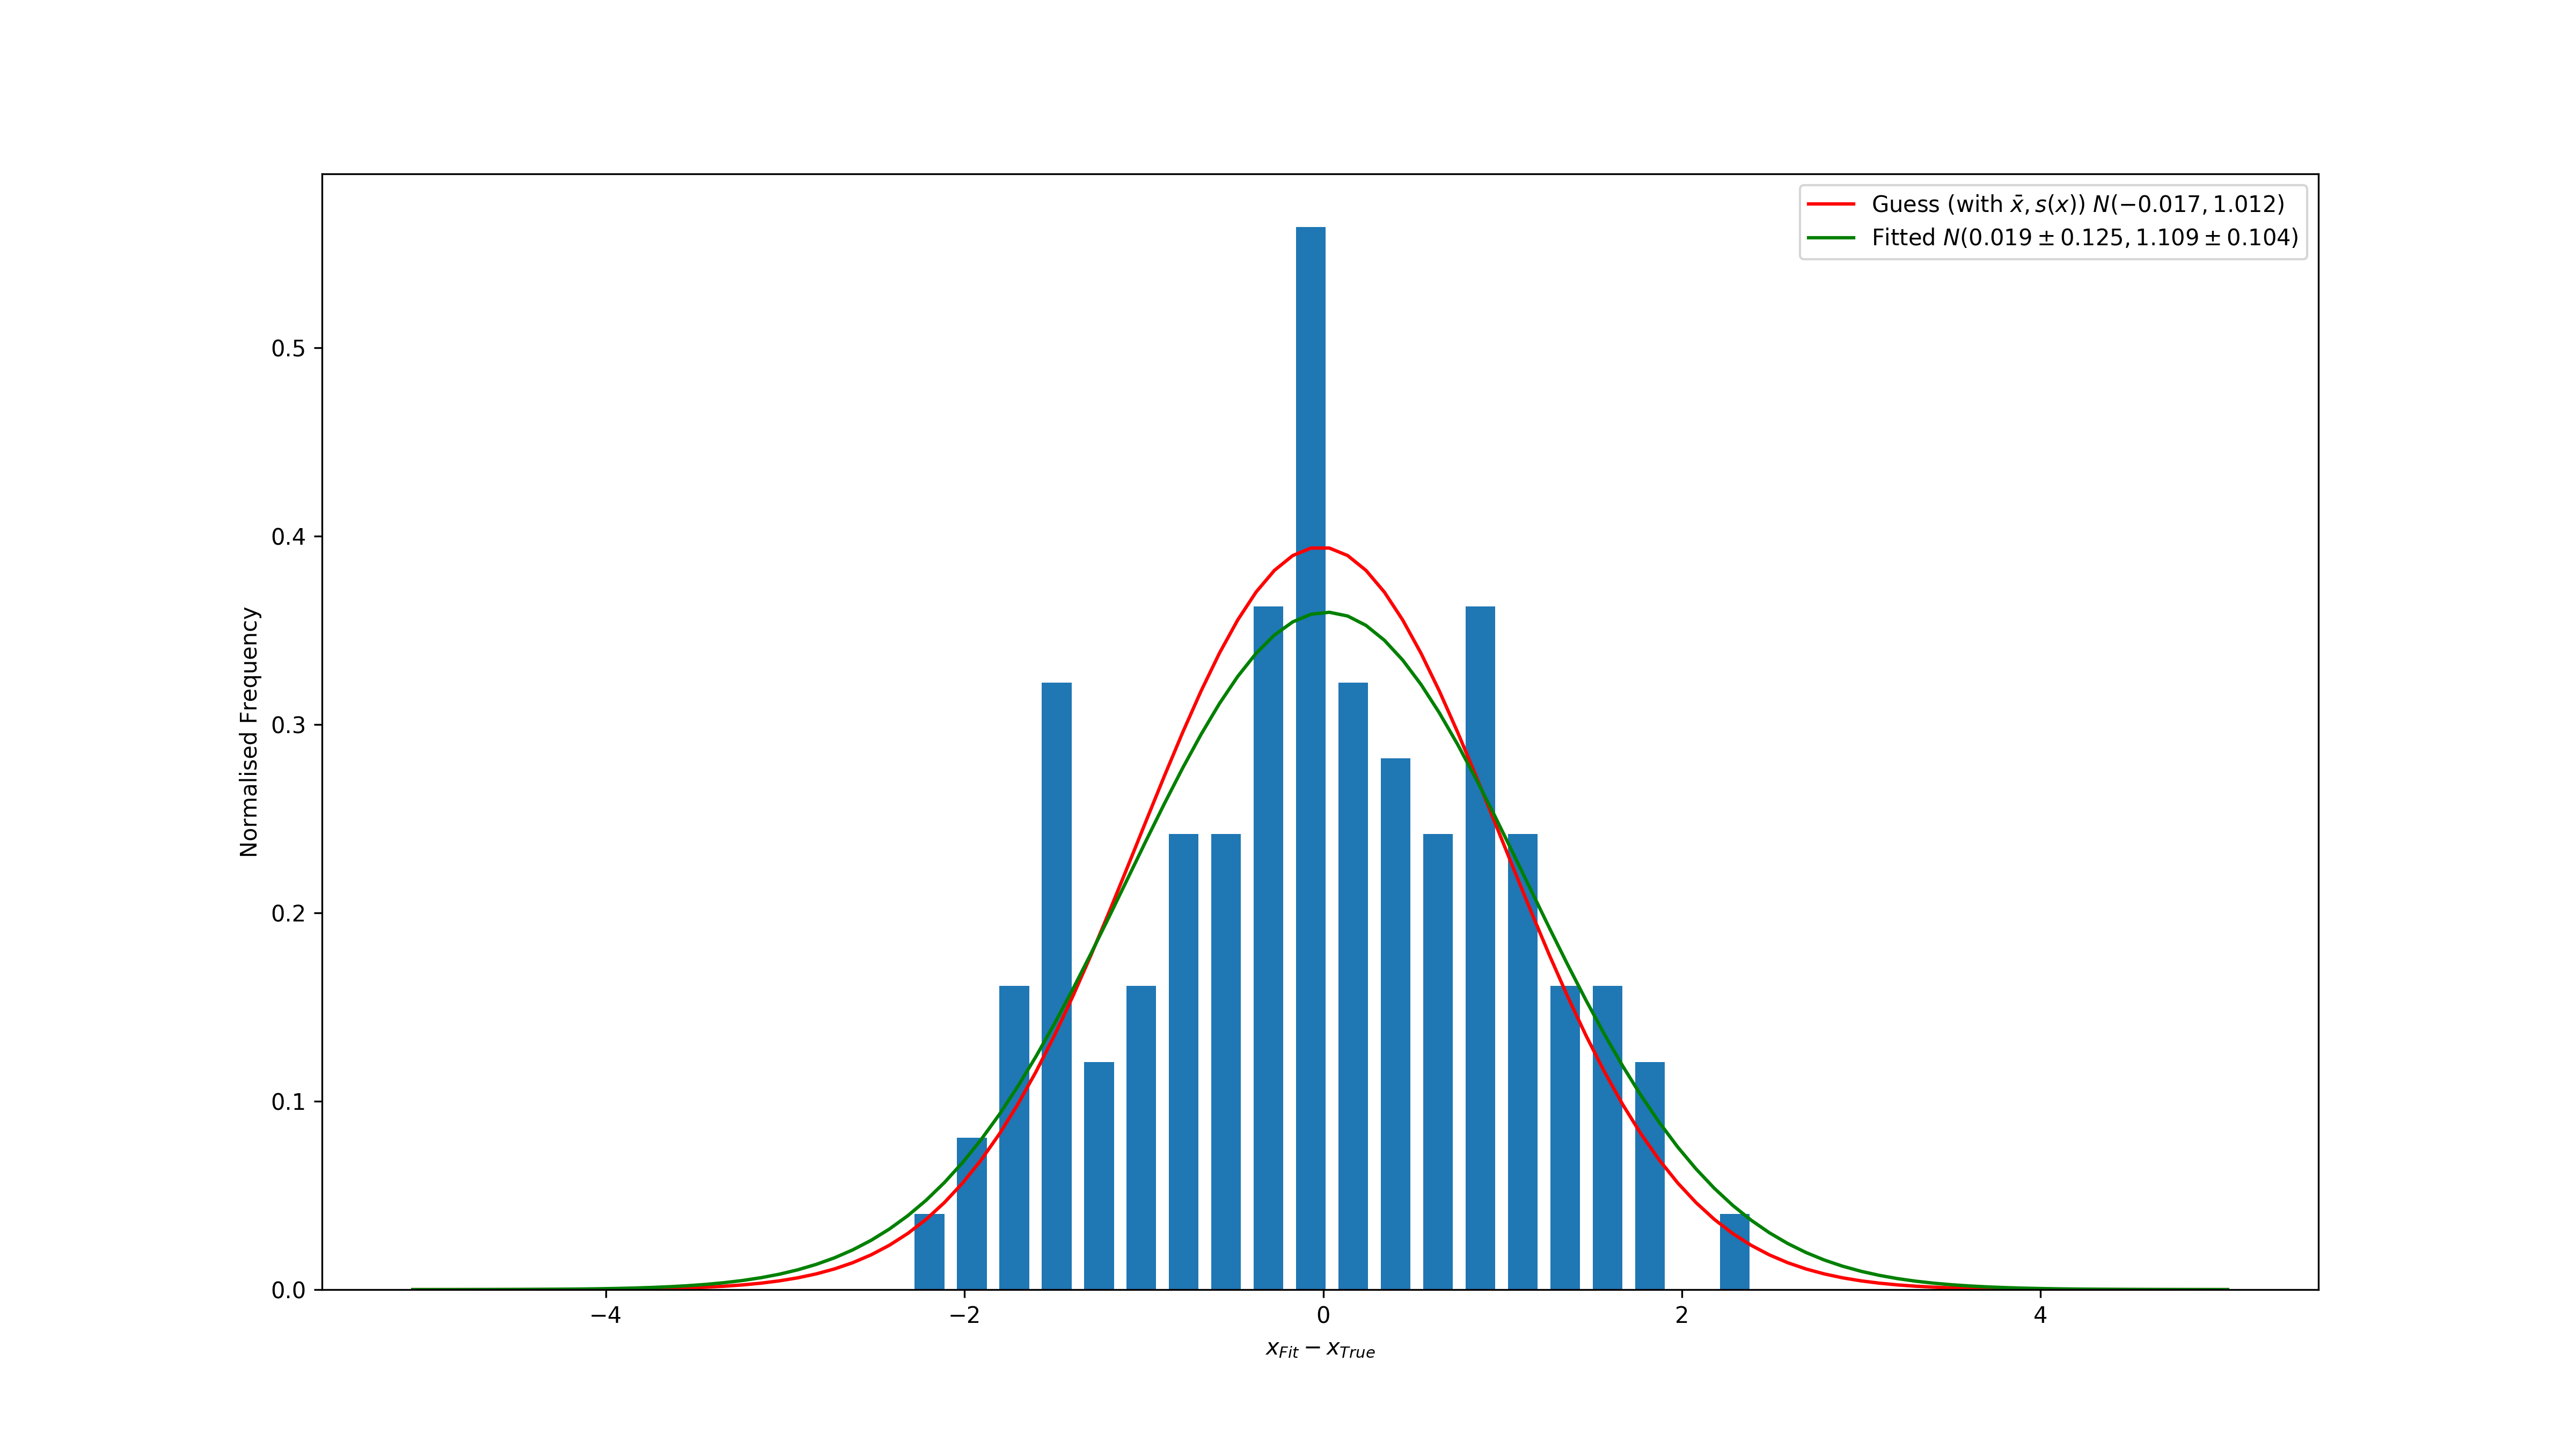 Guess (with x̄, s(x)) N(−0.017, 1.012)
Fitted N(0.019 ± 0.125, 1.109 ± 0.104)
Normalised Frequency
0.5
0.4
0.3
0.2
0.1
0.0
−4 −2 0 2 4
x_Fit − x_True